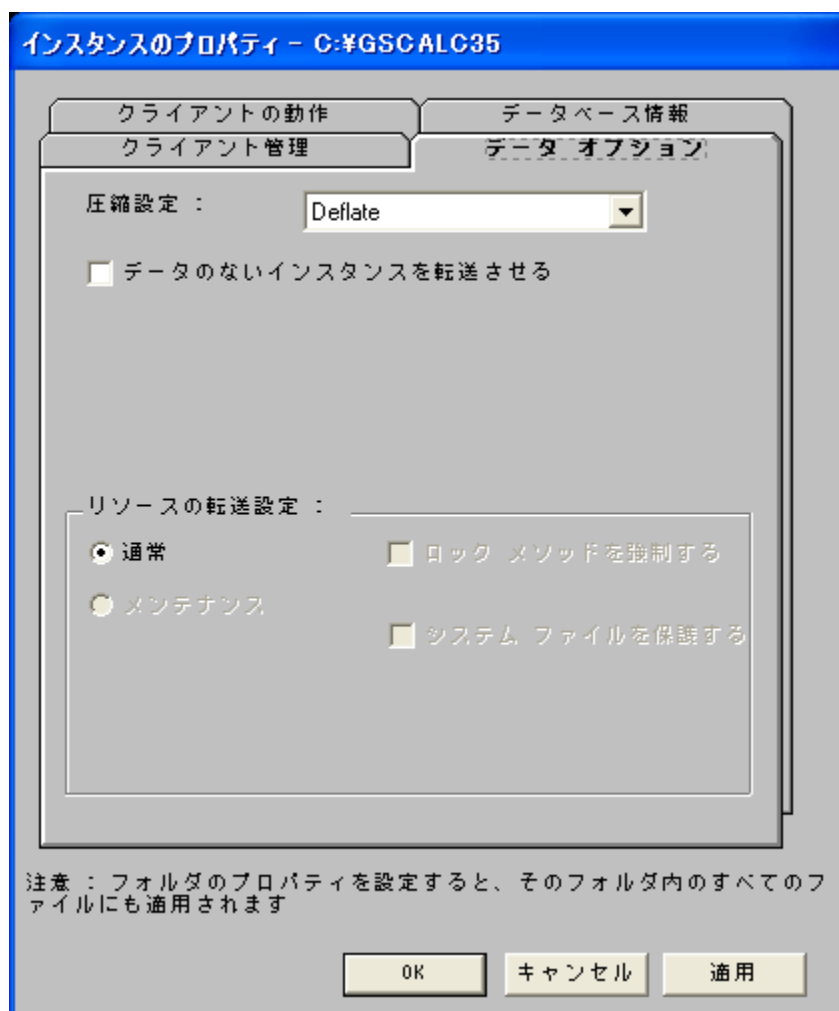 インスタンスのプロパティ - C:¥GSCALC35
クライアントの動作
データベース情報
クライアント管理
データ オプション
圧縮設定 :
Deflate
データのないインスタンスを転送させる
リソースの転送設定 :
通常
ロック メソッドを強制する
メンテナンス
システム ファイルを保護する
注意 : フォルダのプロパティを設定すると、そのフォルダ内のすべてのフ
ァイルにも適用されます
OK
キャンセル
適用